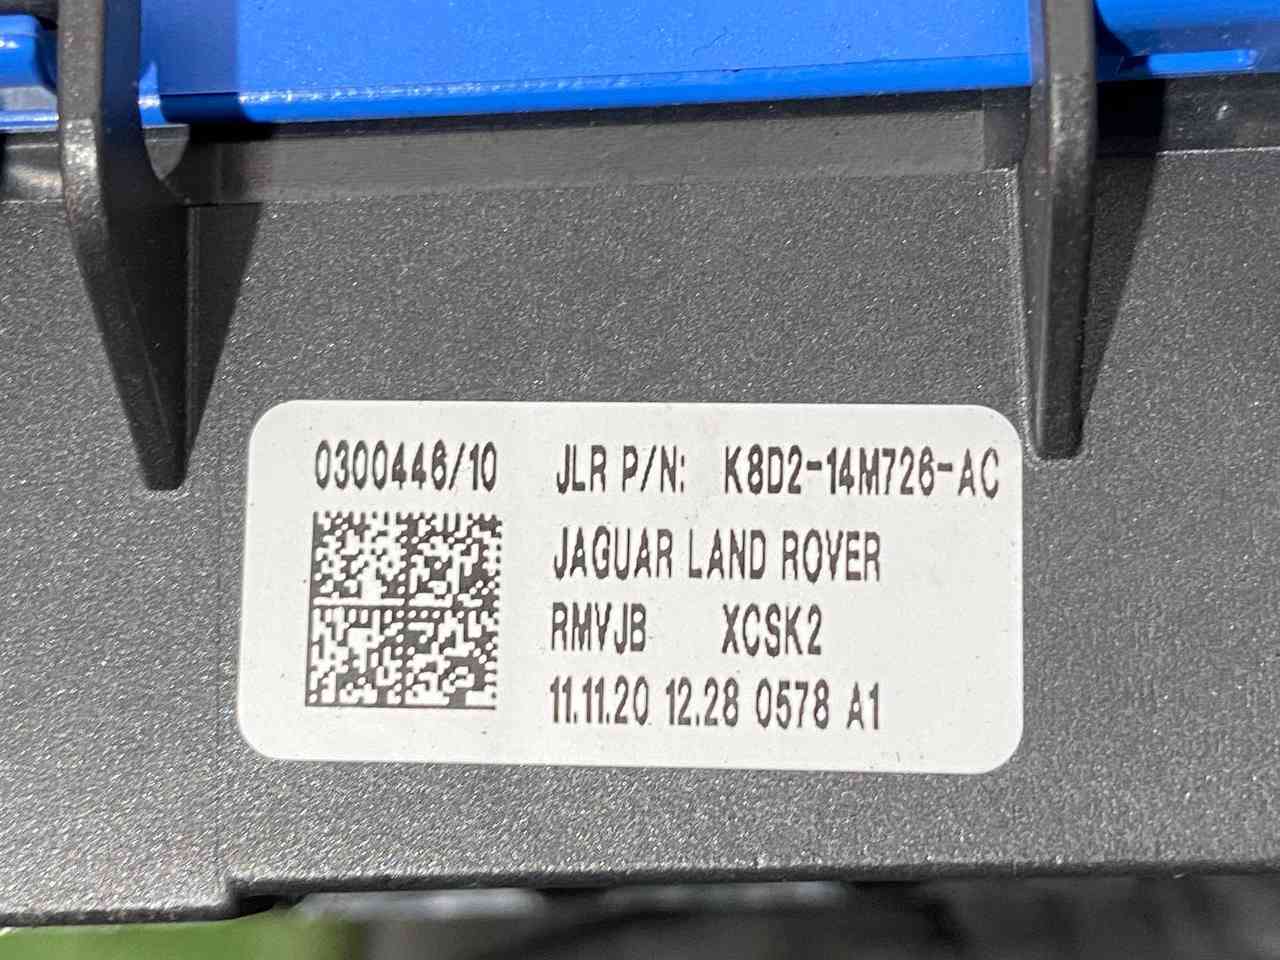 0300446/10 JLR P/N: K8D2-14M726-AC
JAGUAR LAND ROVER
RMVJB XCSK2
11.11.20 12.28 0578 A1